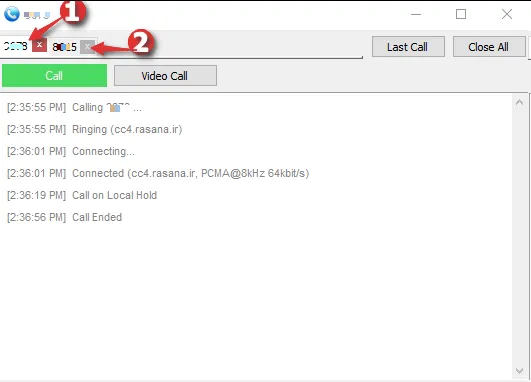 1
2
Last Call
Close All
Call
Video Call
[2:35:55 PM] Calling ...
[2:35:55 PM] Ringing (cc4.rasana.ir)
[2:36:01 PM] Connecting...
[2:36:01 PM] Connected (cc4.rasana.ir, PCMA@8kHz 64kbit/s)
[2:36:19 PM] Call on Local Hold
[2:36:56 PM] Call Ended